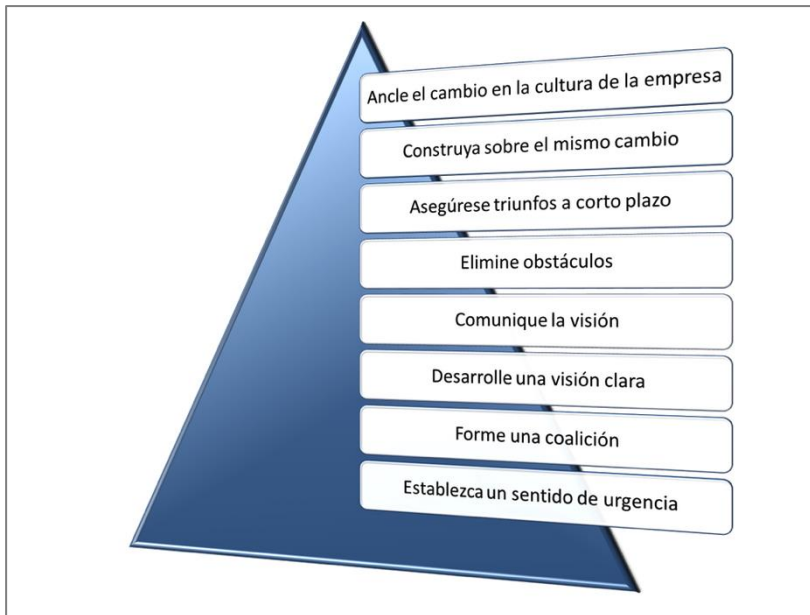 Ancle el cambio en la cultura de la empresa
Construya sobre el mismo cambio
Asegúrese triunfos a corto plazo
Elimine obstáculos
Comunique la visión
Desarrolle una visión clara
Forme una coalición
Establezca un sentido de urgencia